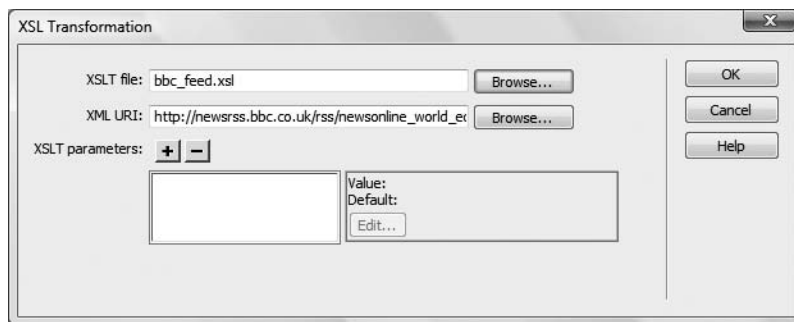 XSL Transformation
X
XSLT file: bbc_feed.xsl Browse... OK
XML URI: http://newsrss.bbc.co.uk/rss/newsonline_world_ec Browse... Cancel
XSLT parameters: + − Help
Value:
Default:
Edit...